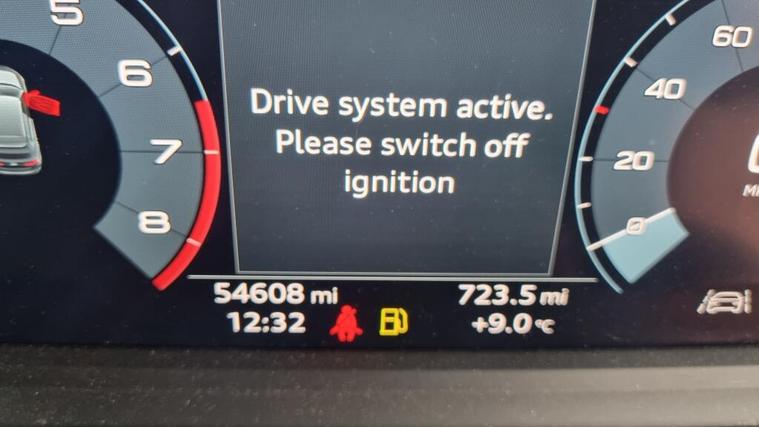 5
6
7
8
Drive system active.
Please switch off
ignition
60
40
20
0
54608 mi
723.5 mi
12:32
+9.0 °C